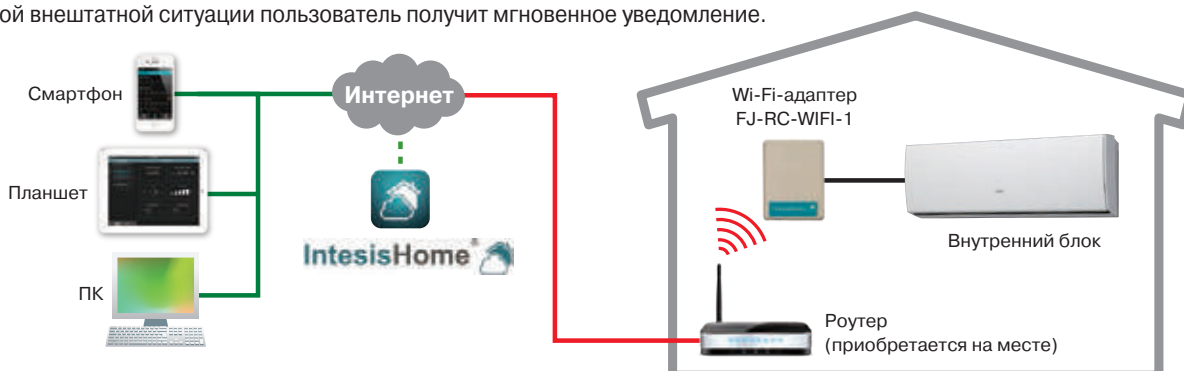 ой внештатной ситуации пользователь получит мгновенное уведомление.
Смартфон
Интернет
Планшет
IntesisHome®
ПК
Wi-Fi-адаптер
FJ-RC-WIFI-1
Внутренний блок
Роутер
(приобретается на месте)